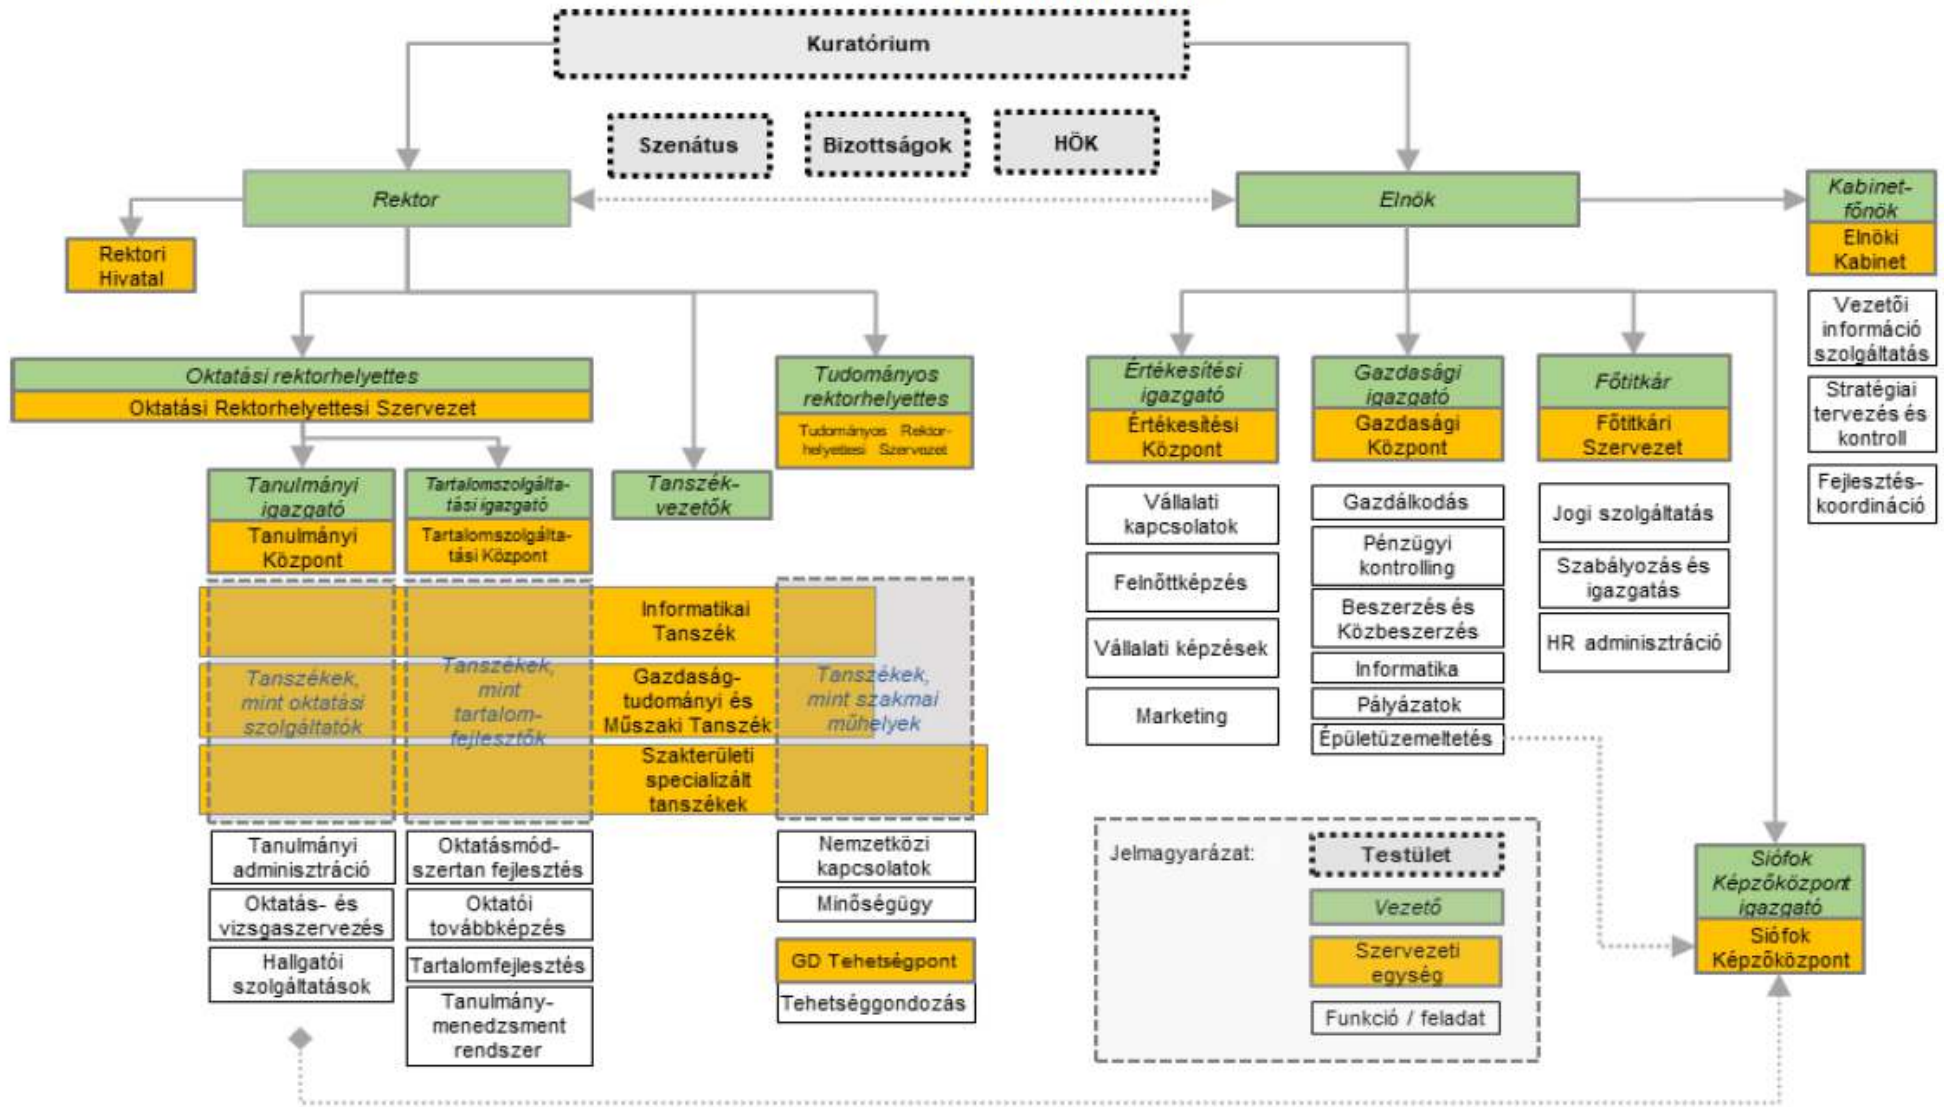 Kuratórium
Szenátus
Bizottságok
HÖK
Rektor
Elnök
Kabinet-
főnök
Elnöki
Kabinet
Rektori
Hivatal
Vezetői
információ
szolgáltatás
Stratégiai
tervezés és
kontroll
Fejlesztés-
koordináció
Oktatási rektorhelyettes
Oktatási Rektorhelyettesi Szervezet
Tudományos
rektorhelyettes
Tudományos Rektor-
helyettesi Szervezet
Értékesítési
igazgató
Értékesítési
Központ
Gazdasági
igazgató
Gazdasági
Központ
Főtitkár
Főtitkári
Szervezet
Tanulmányi
igazgató
Tanulmányi
Központ
Tartalomszolgálta-
tási igazgató
Tartalomszolgálta-
tási Központ
Tanszék-
vezetők
Vállalati
kapcsolatok
Felnőttképzés
Vállalati képzések
Marketing
Gazdálkodás
Pénzügyi
kontrolling
Beszerzés és
Közbeszerzés
Informatika
Pályázatok
Épületüzemeltetés
Jogi szolgáltatás
Szabályozás és
igazgatás
HR adminisztráció
Informatikai
Tanszék
Tanszékek,
mint oktatási
szolgáltatók
Tanszékek,
mint
tartalom-
fejlesztők
Gazdaság-
tudományi és
Műszaki Tanszék
Tanszékek,
mint szakmai
műhelyek
Szakterületi
specializált
tanszékek
Tanulmányi
adminisztráció
Oktatás- és
vizsgaszervezés
Hallgatói
szolgáltatások
Oktatásmód-
szertan fejlesztés
Oktatói
továbbképzés
Tartalomfejlesztés
Tanulmány-
menedzsment
rendszer
Nemzetközi
kapcsolatok
Minőségügy
GD Tehetségpont
Tehetséggondozás
Jelmagyarázat:
Testület
Vezető
Szervezeti
egység
Funkció / feladat
Siófok
Képzőközpont
igazgató
Siófok
Képzőközpont